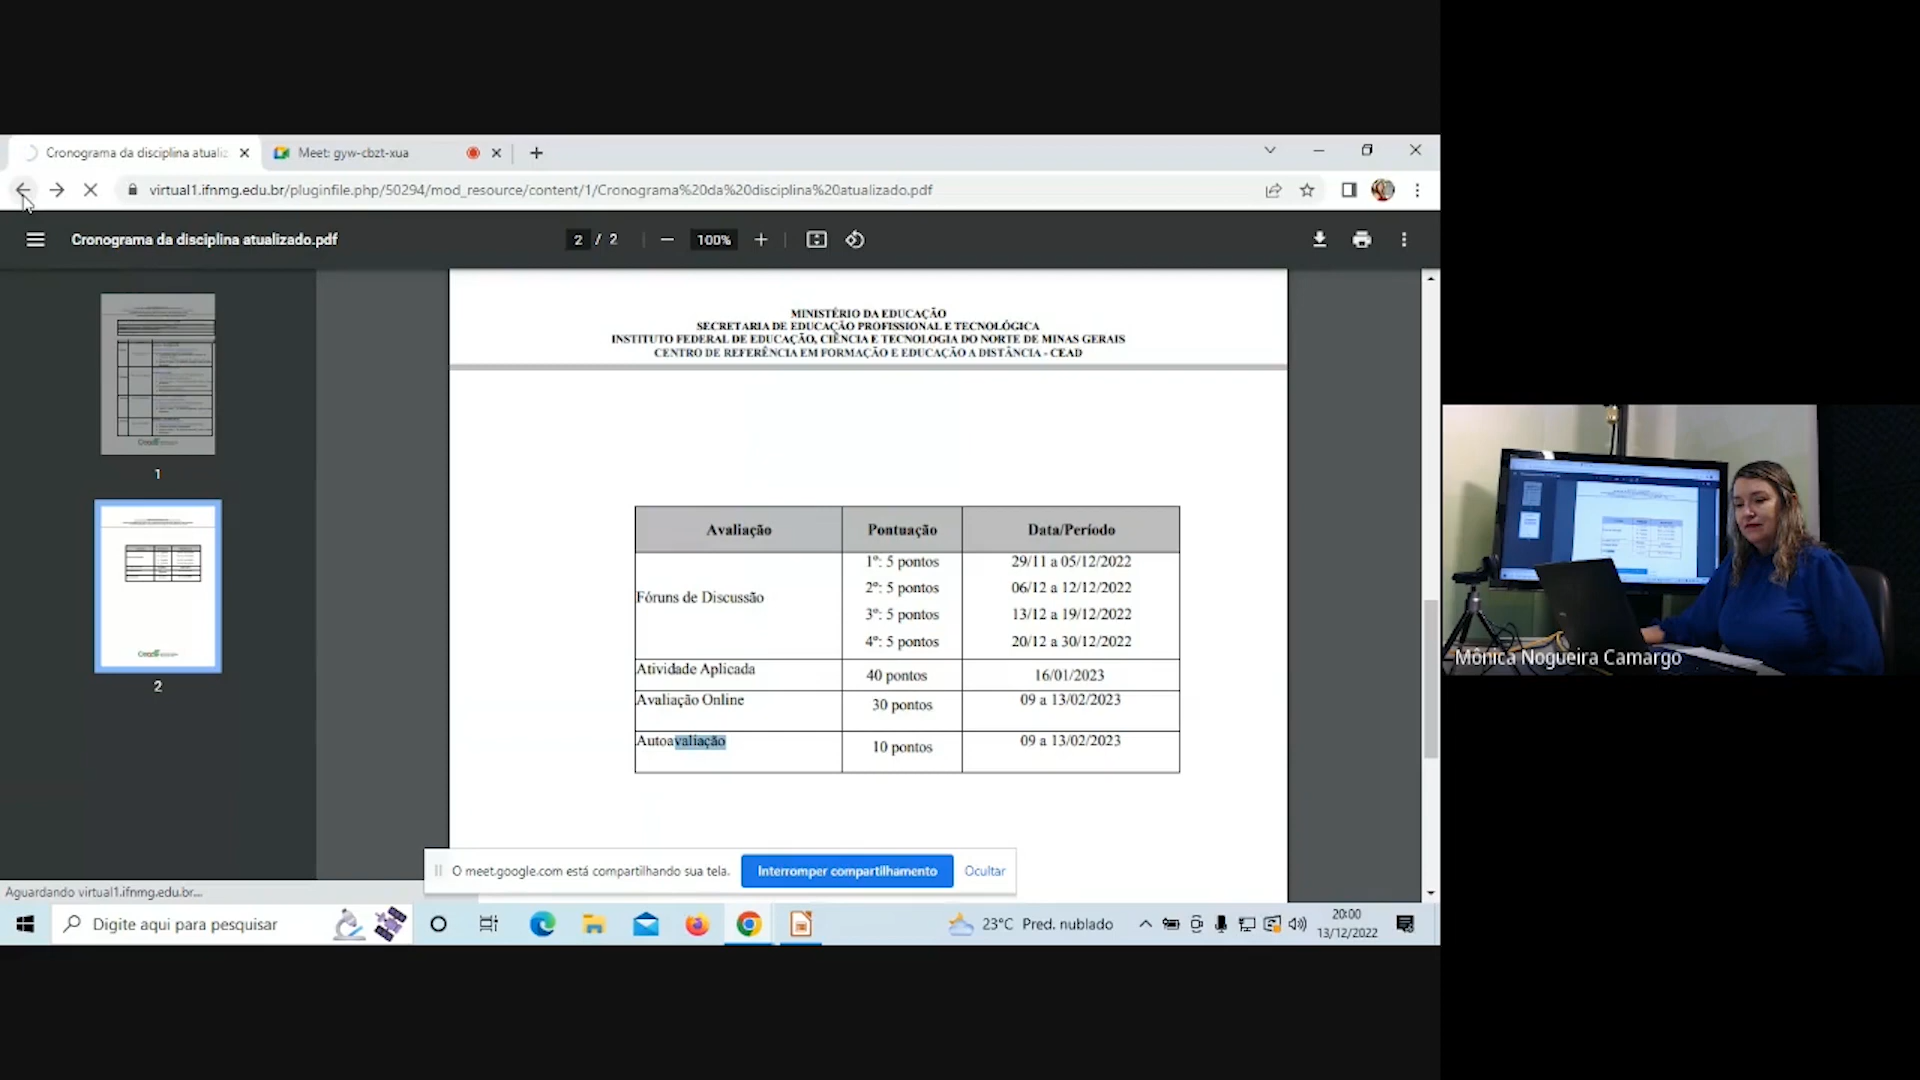 Cronograma da disciplina atualiz
Meet: gyw-cbzt-xua
virtual1.ifnmg.edu.br/pluginfile.php/50294/mod_resource/content/1/Cronograma%20da%20disciplina%20atualizado.pdf
Cronograma da disciplina atualizado.pdf
2 / 2
100%
MINISTÉRIO DA EDUCAÇÃO
SECRETARIA DE EDUCAÇÃO PROFISSIONAL E TECNOLÓGICA
INSTITUTO FEDERAL DE EDUCAÇÃO, CIÊNCIA E TECNOLOGIA DO NORTE DE MINAS GERAIS
CENTRO DE REFERÊNCIA EM FORMAÇÃO E EDUCAÇÃO A DISTÂNCIA - CEAD
1
2
Avaliação Pontuação Data/Período
Fóruns de Discussão
1º: 5 pontos 29/11 a 05/12/2022
2º: 5 pontos 06/12 a 12/12/2022
3º: 5 pontos 13/12 a 19/12/2022
4º: 5 pontos 20/12 a 30/12/2022
Atividade Aplicada 40 pontos 16/01/2023
Avaliação Online 30 pontos 09 a 13/02/2023
Autoavaliação 10 pontos 09 a 13/02/2023
Mônica Nogueira Camargo
O meet.google.com está compartilhando sua tela. Interromper compartilhamento Ocultar
Aguardando virtual1.ifnmg.edu.br...
Digite aqui para pesquisar
23°C Pred. nublado
20:00
13/12/2022